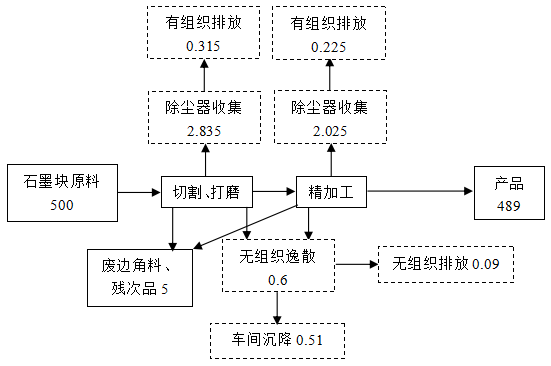 有组织排放
0.315
有组织排放
0.225
除尘器收集
2.835
除尘器收集
2.025
石墨块原料
500
切割、打磨
精加工
产品
489
废边角料、
残次品 5
无组织逸散
0.6
无组织排放 0.09
车间沉降 0.51